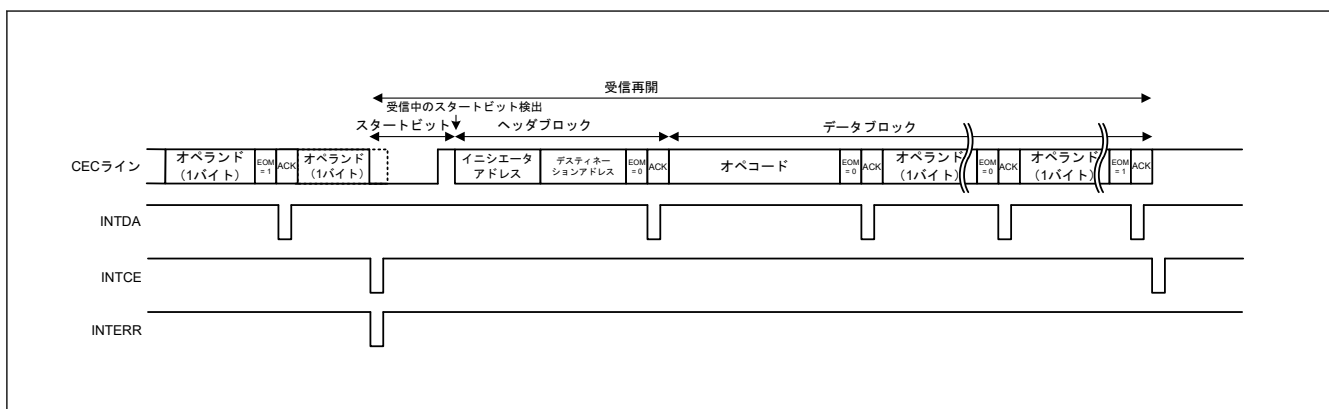 受信再開
受信中のスタートビット検出
スタートビット
ヘッダブロック
データブロック
CECライン
オペランド
(1バイト)
EOM
= 1
ACK
オペランド
(1バイト)
イニシエータ
アドレス
デスティネー
ションアドレス
EOM
= 0
ACK
オペコード
EOM
= 0
ACK
オペランド
(1バイト)
EOM
= 0
ACK
オペランド
(1バイト)
EOM
= 1
ACK
INTDA
INTCE
INTERR